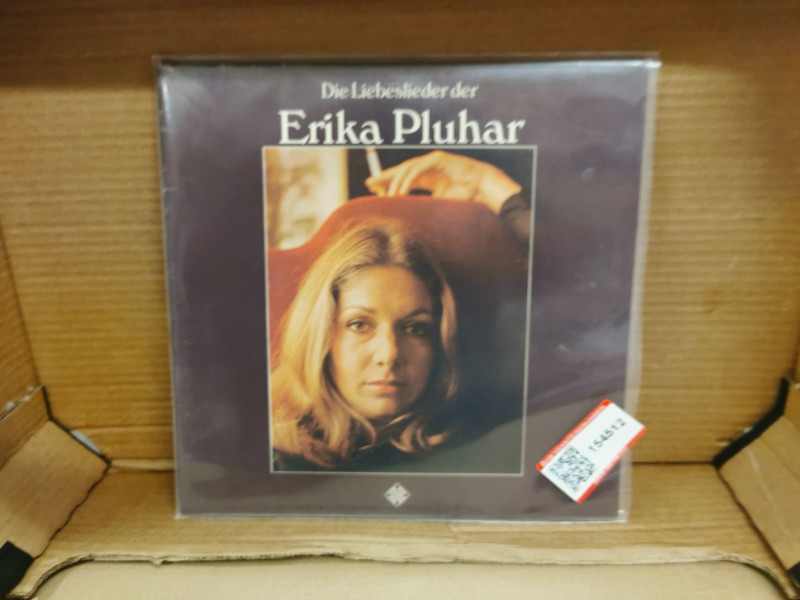 Die Liebeslieder der
Erika Pluhar
154512